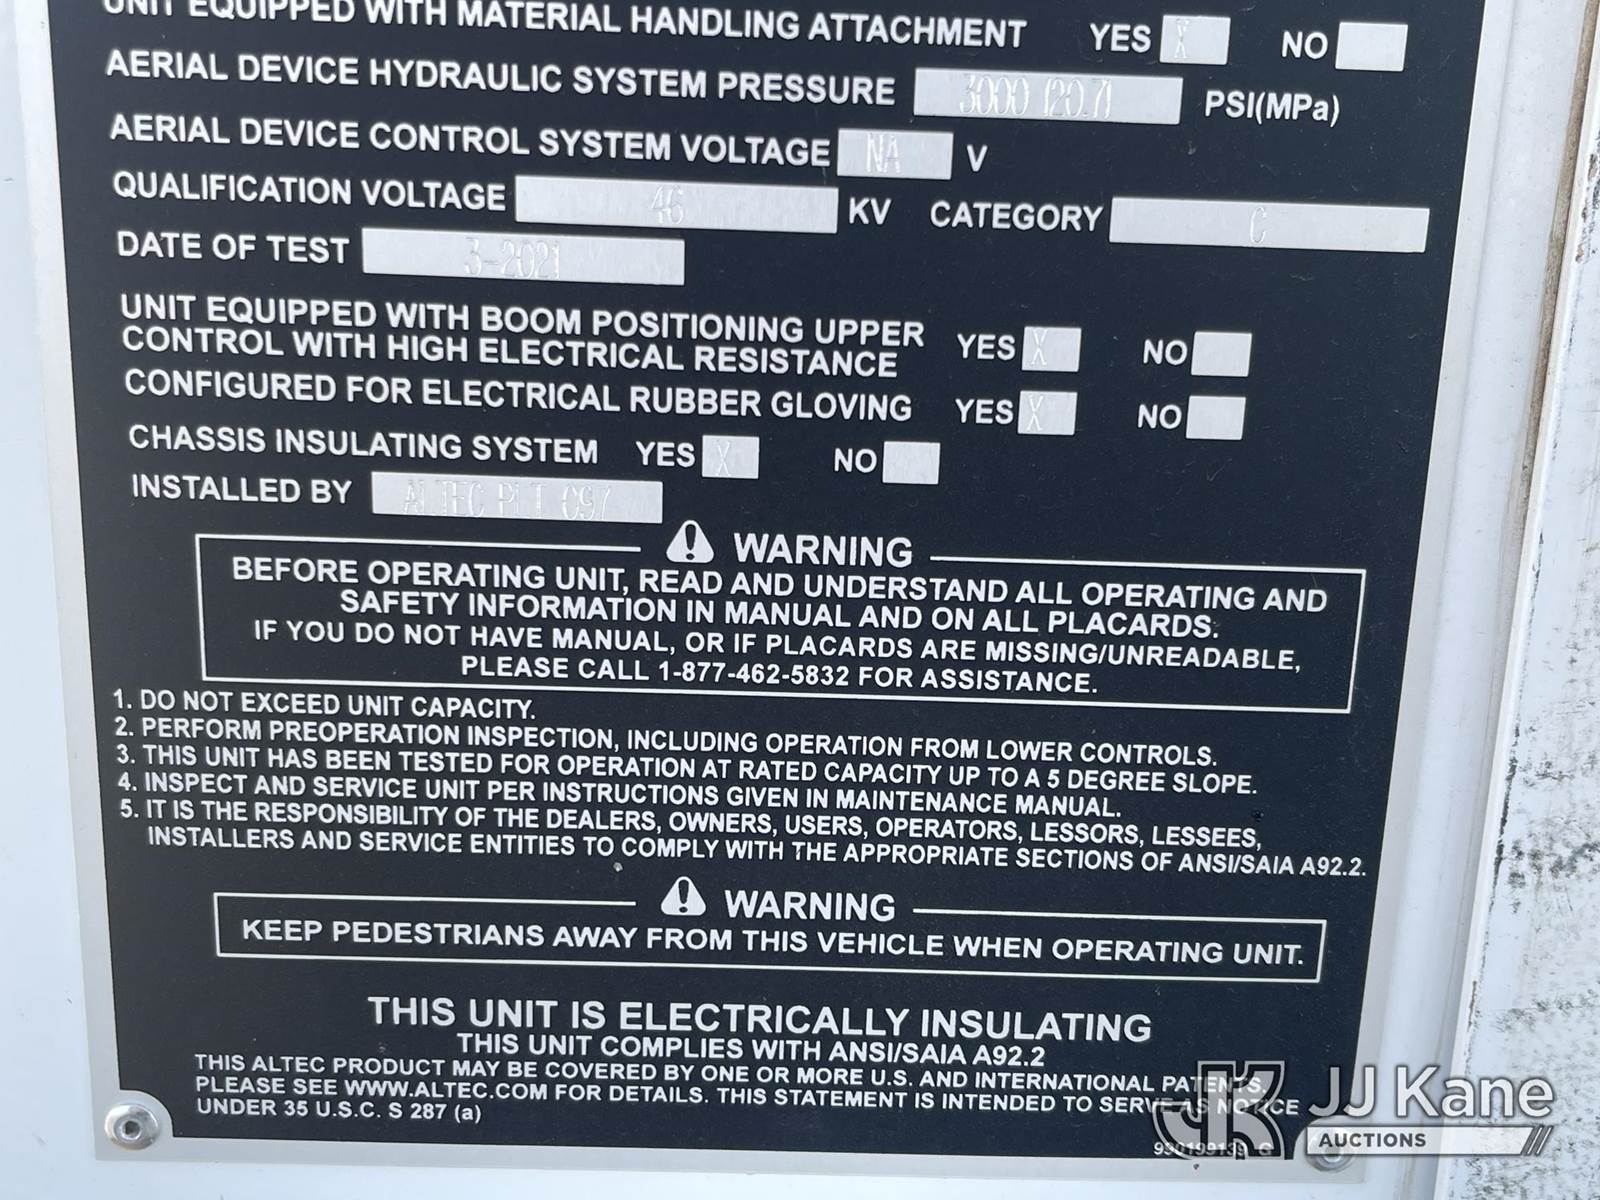 UNIT EQUIPPED WITH MATERIAL HANDLING ATTACHMENT YES X NO
AERIAL DEVICE HYDRAULIC SYSTEM PRESSURE 3000 (20.7) PSI(MPa)
AERIAL DEVICE CONTROL SYSTEM VOLTAGE NA V
QUALIFICATION VOLTAGE 46 KV CATEGORY C
DATE OF TEST 3-2021
UNIT EQUIPPED WITH BOOM POSITIONING UPPER
CONTROL WITH HIGH ELECTRICAL RESISTANCE YES X NO
CONFIGURED FOR ELECTRICAL RUBBER GLOVING YES X NO
CHASSIS INSULATING SYSTEM YES X NO
INSTALLED BY ALTEC PLT 097
WARNING
BEFORE OPERATING UNIT, READ AND UNDERSTAND ALL OPERATING AND
SAFETY INFORMATION IN MANUAL AND ON ALL PLACARDS.
IF YOU DO NOT HAVE MANUAL, OR IF PLACARDS ARE MISSING/UNREADABLE,
PLEASE CALL 1-877-462-5832 FOR ASSISTANCE.
1. DO NOT EXCEED UNIT CAPACITY.
2. PERFORM PREOPERATION INSPECTION, INCLUDING OPERATION FROM LOWER CONTROLS.
3. THIS UNIT HAS BEEN TESTED FOR OPERATION AT RATED CAPACITY UP TO A 5 DEGREE SLOPE.
4. INSPECT AND SERVICE UNIT PER INSTRUCTIONS GIVEN IN MAINTENANCE MANUAL.
5. IT IS THE RESPONSIBILITY OF THE DEALERS, OWNERS, USERS, OPERATORS, LESSORS, LESSEES,
INSTALLERS AND SERVICE ENTITIES TO COMPLY WITH THE APPROPRIATE SECTIONS OF ANSI/SAIA A92.2.
WARNING
KEEP PEDESTRIANS AWAY FROM THIS VEHICLE WHEN OPERATING UNIT.
THIS UNIT IS ELECTRICALLY INSULATING
THIS UNIT COMPLIES WITH ANSI/SAIA A92.2
THIS ALTEC PRODUCT MAY BE COVERED BY ONE OR MORE U.S. AND INTERNATIONAL PATENTS.
PLEASE SEE WWW.ALTEC.COM FOR DETAILS. THIS STATEMENT IS INTENDED TO SERVE AS NOTICE
UNDER 35 U.S.C. S 287 (a)
JK JJ Kane
AUCTIONS